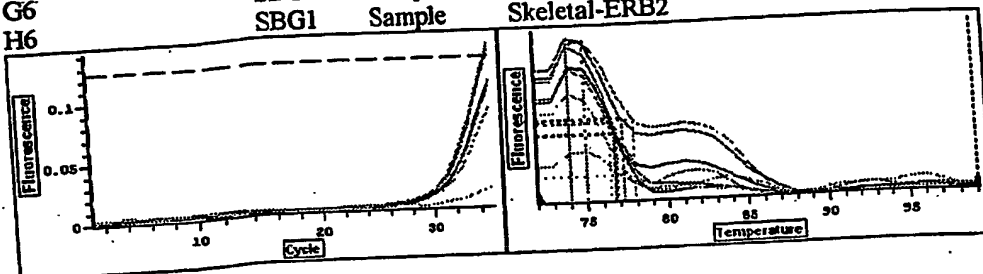 G6
H6 SBG1 Sample Skeletal-ERB2
Fluorescence
0.1
0.05
0
10 20 30
Cycle
Fluorescence
75 80 85 90 95
Temperature